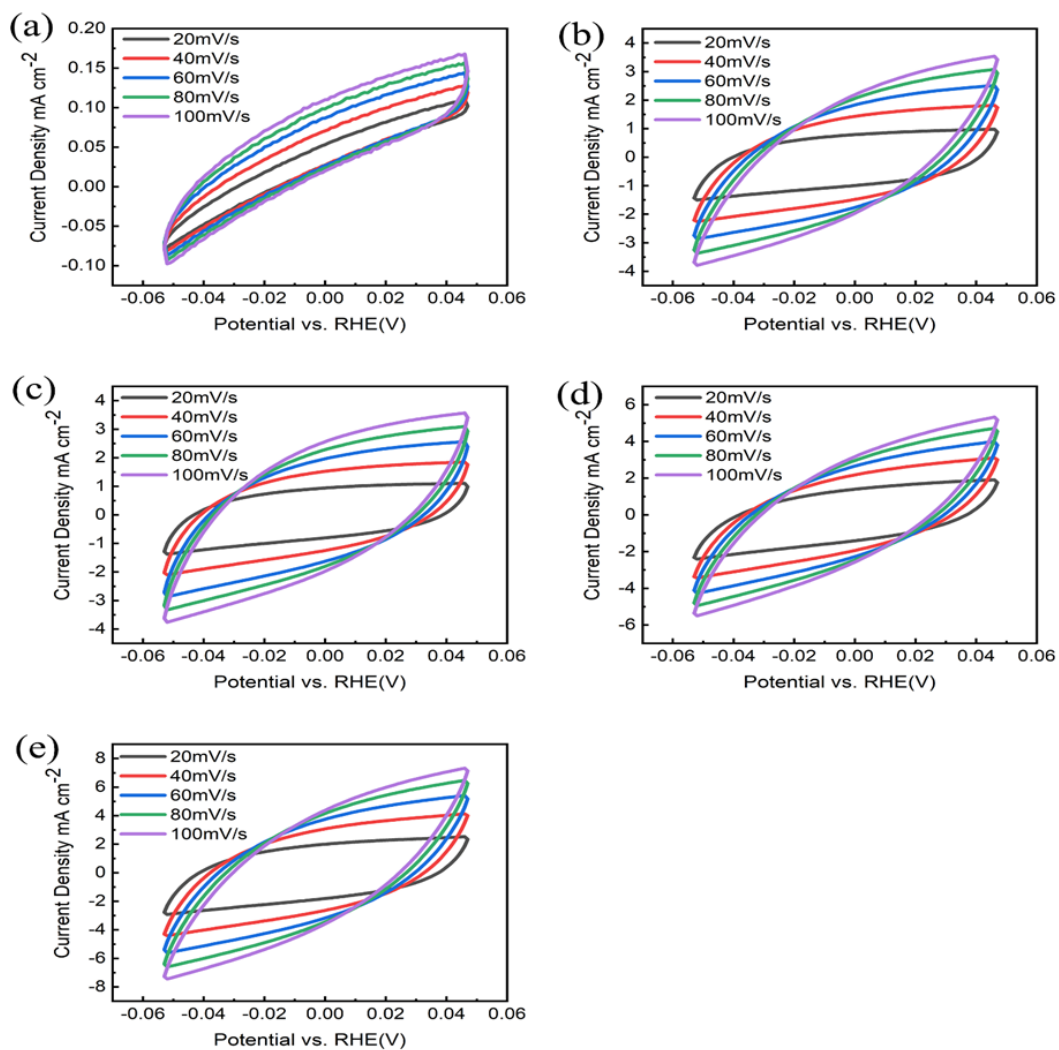 (a)
20mV/s
40mV/s
60mV/s
80mV/s
100mV/s
0.20
0.15
0.10
0.05
0.00
-0.05
-0.10
Current Density mA cm-2
-0.06 -0.04 -0.02 0.00 0.02 0.04 0.06
Potential vs. RHE(V)
(b)
20mV/s
40mV/s
60mV/s
80mV/s
100mV/s
4
3
2
1
0
-1
-2
-3
-4
Current Density mA cm-2
-0.06 -0.04 -0.02 0.00 0.02 0.04 0.06
Potential vs. RHE(V)
(c)
20mV/s
40mV/s
60mV/s
80mV/s
100mV/s
4
3
2
1
0
-1
-2
-3
-4
Current Density mA cm-2
-0.06 -0.04 -0.02 0.00 0.02 0.04 0.06
Potential vs. RHE(V)
(d)
20mV/s
40mV/s
60mV/s
80mV/s
100mV/s
6
4
2
0
-2
-4
-6
Current Density mA cm-2
-0.06 -0.04 -0.02 0.00 0.02 0.04 0.06
Potential vs. RHE(V)
(e)
20mV/s
40mV/s
60mV/s
80mV/s
100mV/s
8
6
4
2
0
-2
-4
-6
-8
Current Density mA cm-2
-0.06 -0.04 -0.02 0.00 0.02 0.04 0.06
Potential vs. RHE(V)